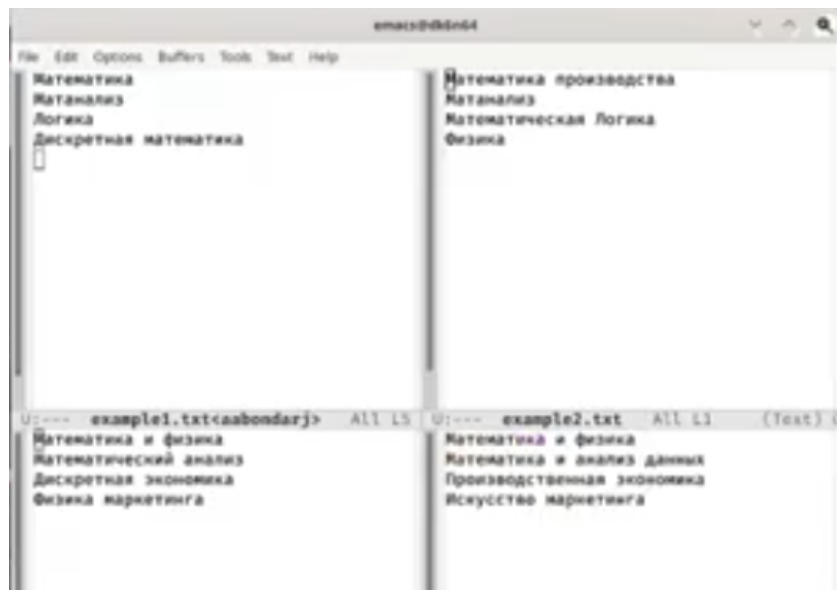 emacs@dk6n64
File Edit Options Buffers Tools Text Help
Математика
Матанализ
Логика
Дискретная математика
U:--- example1.txt<aabondarj> All L5
Математика производства
Матанализ
Математическая Логика
Физика
U:--- example2.txt All L1 (Text)
Математика и физика
Математический анализ
Дискретная экономика
Физика маркетинга
Математика и физика
Математика и анализ данных
Производственная экономика
Искусство маркетинга